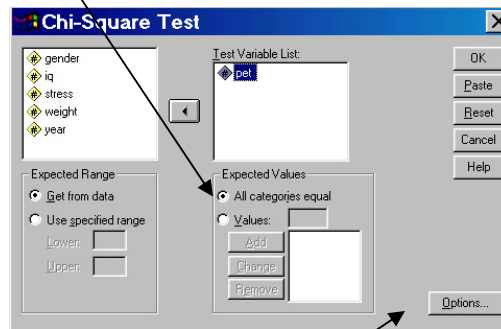 Chi-Square Test
gender
iq
stress
weight
year
Test Variable List:
pet
OK
Paste
Reset
Cancel
Help
Expected Range
Get from data
Use specified range
Lower:
Upper:
Expected Values
All categories equal
Values:
Add
Change
Remove
Options...